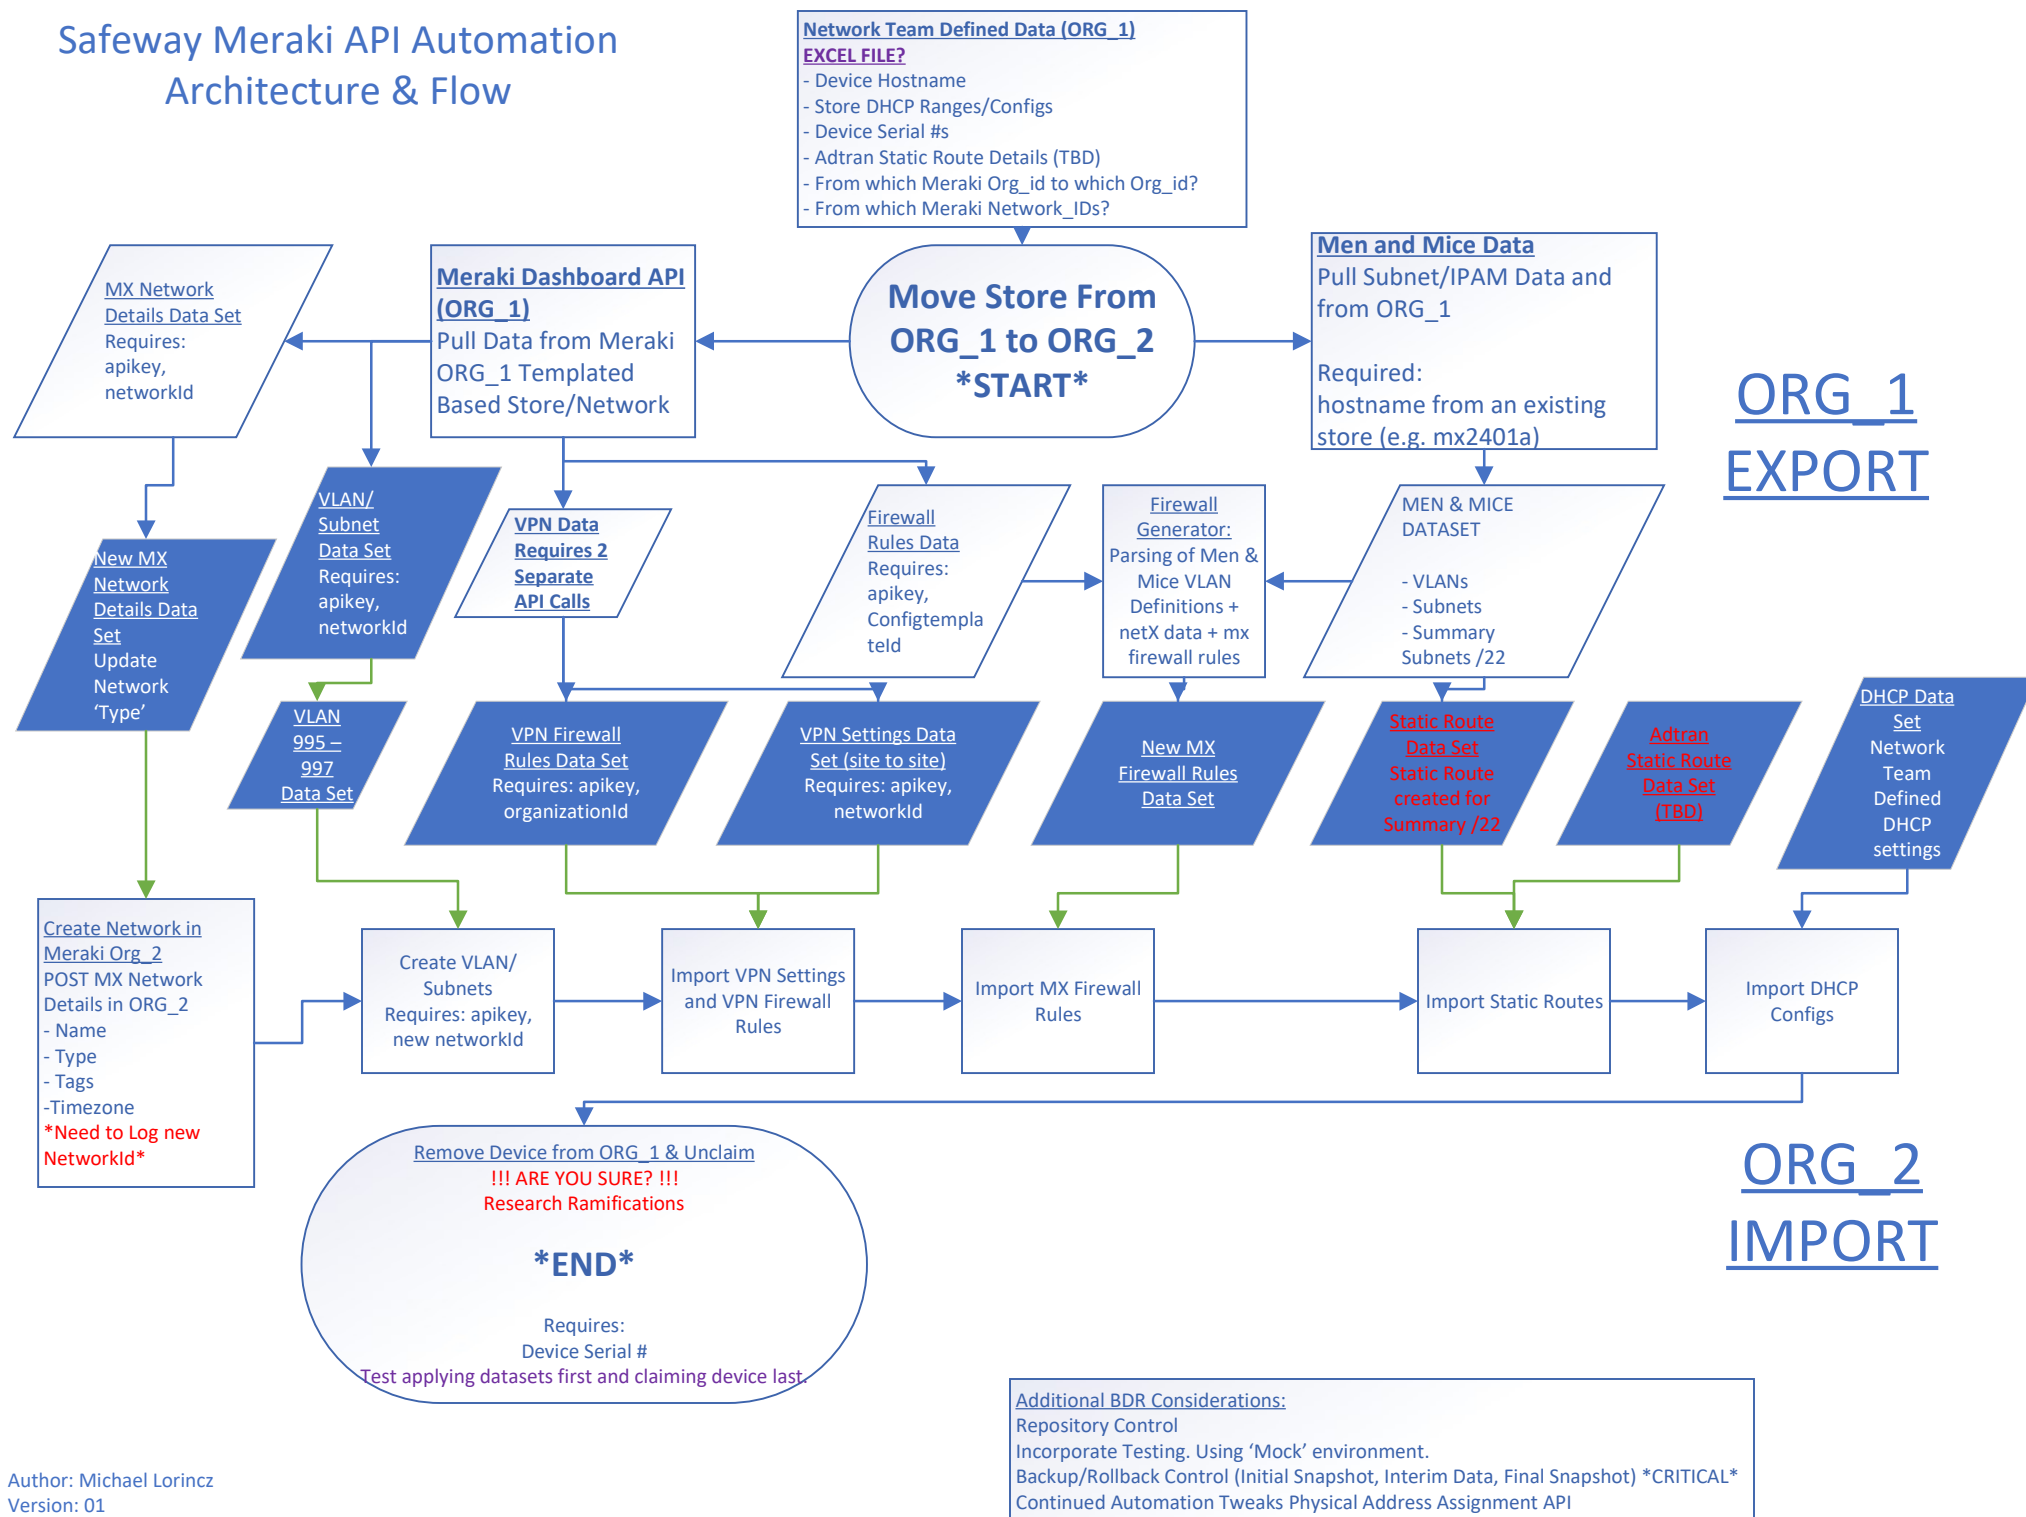 Safeway Meraki API Automation
Architecture & Flow
Network Team Defined Data (ORG_1)
EXCEL FILE?
- Device Hostname
- Store DHCP Ranges/Configs
- Device Serial #s
- Adtran Static Route Details (TBD)
- From which Meraki Org_id to which Org_id?
- From which Meraki Network_IDs?
MX Network
Details Data Set
Requires:
apikey,
networkId
Meraki Dashboard API
(ORG_1)
Pull Data from Meraki
ORG_1 Templated
Based Store/Network
Move Store From
ORG_1 to ORG_2
*START*
Men and Mice Data
Pull Subnet/IPAM Data and
from ORG_1
Required:
hostname from an existing
store (e.g. mx2401a)
ORG_1
EXPORT
New MX
Network
Details Data
Set
Update
Network
‘Type’
VLAN/
Subnet
Data Set
Requires:
apikey,
networkId
VPN Data
Requires 2
Separate
API Calls
Firewall
Rules Data
Requires:
apikey,
Configtempla
teId
Firewall
Generator:
Parsing of Men &
Mice VLAN
Definitions +
netX data + mx
firewall rules
MEN & MICE
DATASET
- VLANs
- Subnets
- Summary
Subnets /22
VLAN
995 –
997
Data Set
VPN Firewall
Rules Data Set
Requires: apikey,
organizationId
VPN Settings Data
Set (site to site)
Requires: apikey,
networkId
New MX
Firewall Rules
Data Set
Static Route
Data Set
Static Route
created for
Summary /22
Adtran
Static Route
Data Set
(TBD)
DHCP Data
Set
Network
Team
Defined
DHCP
settings
Create Network in
Meraki Org_2
POST MX Network
Details in ORG_2
- Name
- Type
- Tags
-Timezone
*Need to Log new
NetworkId*
Create VLAN/
Subnets
Requires: apikey,
new networkId
Import VPN Settings
and VPN Firewall
Rules
Import MX Firewall
Rules
Import Static Routes
Import DHCP
Configs
Remove Device from ORG_1 & Unclaim
!!! ARE YOU SURE? !!!
Research Ramifications
*END*
Requires:
Device Serial #
Test applying datasets first and claiming device last.
ORG_2
IMPORT
Additional BDR Considerations:
Repository Control
Incorporate Testing. Using ‘Mock’ environment.
Backup/Rollback Control (Initial Snapshot, Interim Data, Final Snapshot) *CRITICAL*
Continued Automation Tweaks Physical Address Assignment API
Author: Michael Lorincz
Version: 01